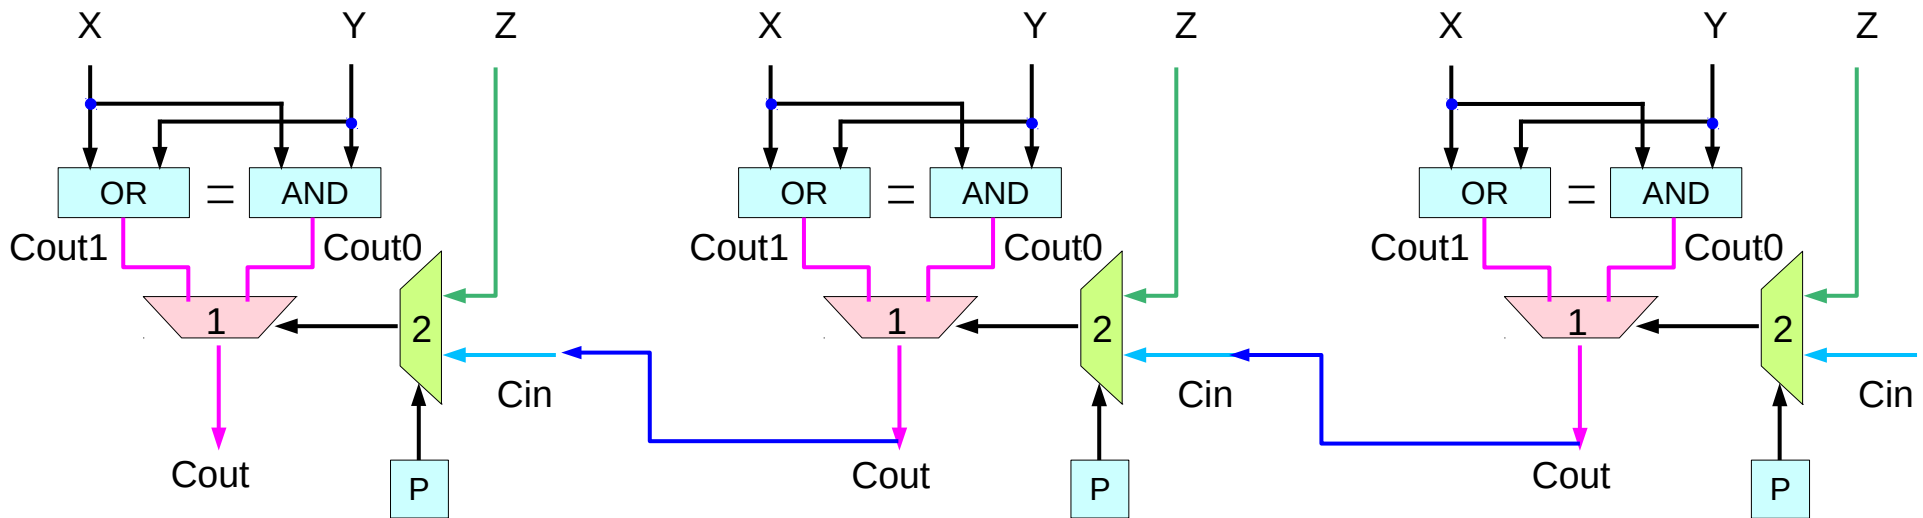 X Y Z X Y Z X Y Z
OR = AND OR = AND OR = AND
Cout1 Cout0 Cout1 Cout0 Cout1 Cout0
1 2 1 2 1 2
Cin Cin Cin
Cout Cout Cout
P P P